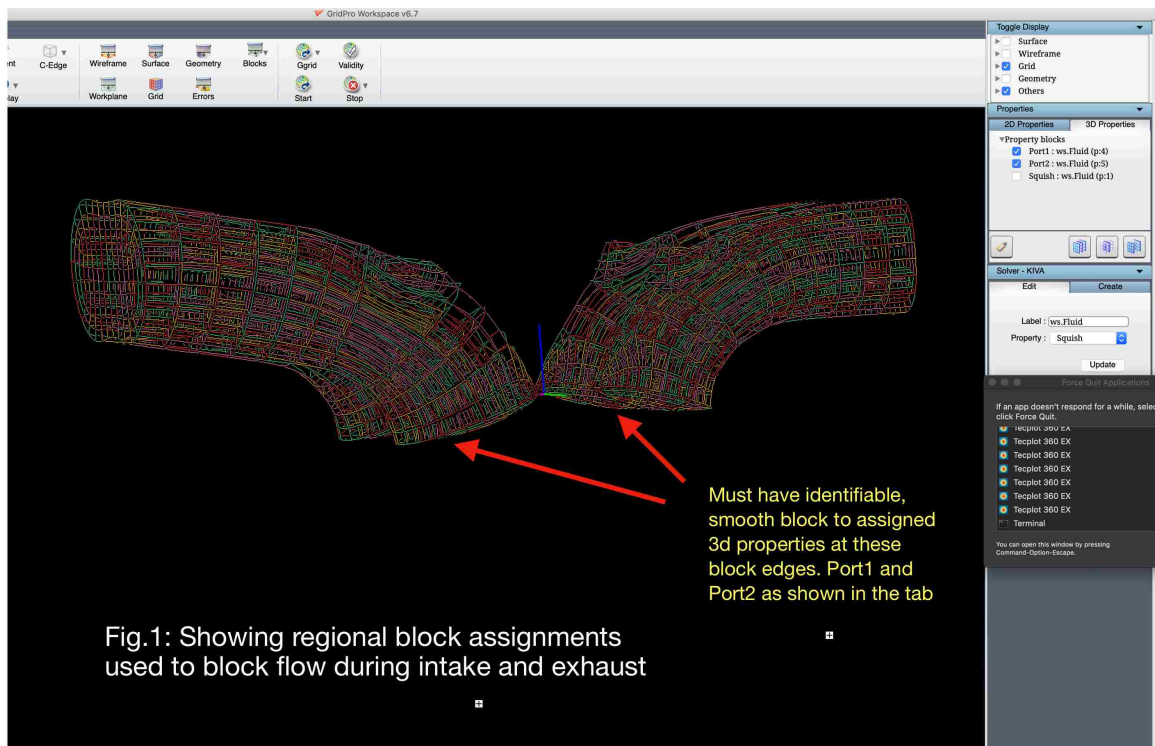 GridPro Workspace v6.7
C-Edge
Wireframe
Surface
Geometry
Blocks
Ggrid
Validity
Workplane
Grid
Errors
Start
Stop
Toggle Display
Surface
Wireframe
Grid
Geometry
Others
Properties
2D Properties
3D Properties
Property blocks
Port1 : ws.Fluid (p:4)
Port2 : ws.Fluid (p:5)
Squish : ws.Fluid (p:1)
Solver - KIVA
Edit
Create
Label : ws.Fluid
Property : Squish
Update
Force Quit Applications
If an app doesn't respond for a while, selec
click Force Quit.
Tecplot 360 EX
Tecplot 360 EX
Tecplot 360 EX
Tecplot 360 EX
Tecplot 360 EX
Tecplot 360 EX
Tecplot 360 EX
Terminal
You can open this window by pressing
Command-Option-Escape.
Must have identifiable,
smooth block to assigned
3d properties at these
block edges. Port1 and
Port2 as shown in the tab
Fig.1: Showing regional block assignments
used to block flow during intake and exhaust